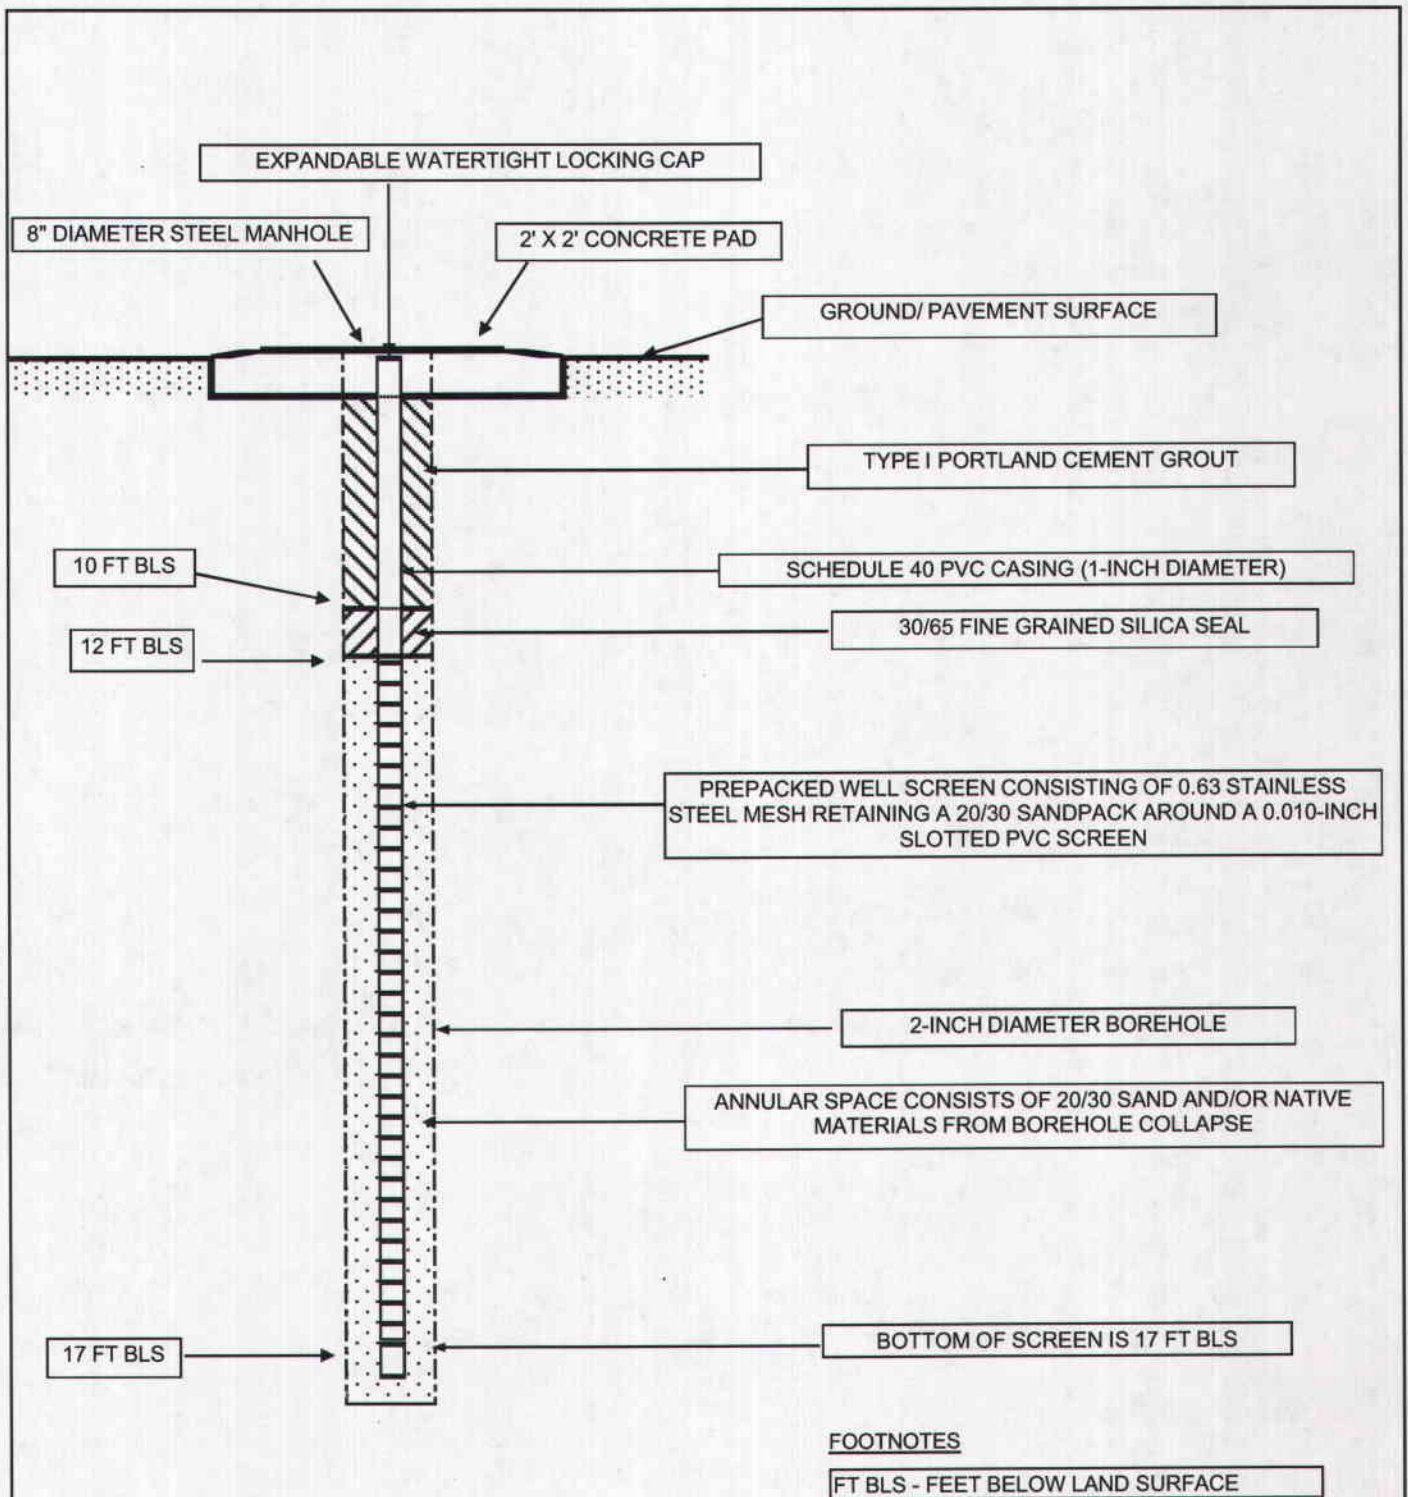 EXPANDABLE WATERTIGHT LOCKING CAP
8" DIAMETER STEEL MANHOLE
2' X 2' CONCRETE PAD
GROUND/ PAVEMENT SURFACE
TYPE I PORTLAND CEMENT GROUT
10 FT BLS
SCHEDULE 40 PVC CASING (1-INCH DIAMETER)
30/65 FINE GRAINED SILICA SEAL
12 FT BLS
PREPACKED WELL SCREEN CONSISTING OF 0.63 STAINLESS
STEEL MESH RETAINING A 20/30 SANDPACK AROUND A 0.010-INCH
SLOTTED PVC SCREEN
2-INCH DIAMETER BOREHOLE
ANNULAR SPACE CONSISTS OF 20/30 SAND AND/OR NATIVE
MATERIALS FROM BOREHOLE COLLAPSE
BOTTOM OF SCREEN IS 17 FT BLS
17 FT BLS
FOOTNOTES
FT BLS - FEET BELOW LAND SURFACE